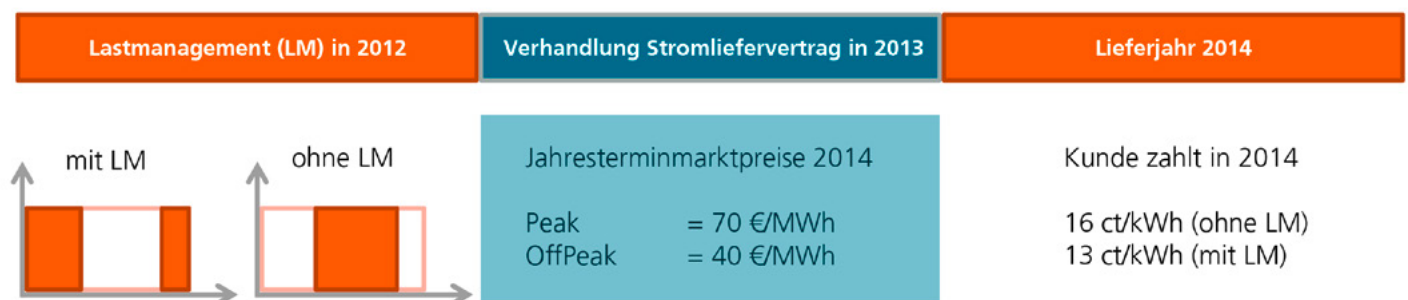 Lastmanagement (LM) in 2012
Verhandlung Stromliefervertrag in 2013
Lieferjahr 2014
mit LM
ohne LM
Jahresterminmarktpreise 2014
Peak = 70 €/MWh
OffPeak = 40 €/MWh
Kunde zahlt in 2014
16 ct/kWh (ohne LM)
13 ct/kWh (mit LM)